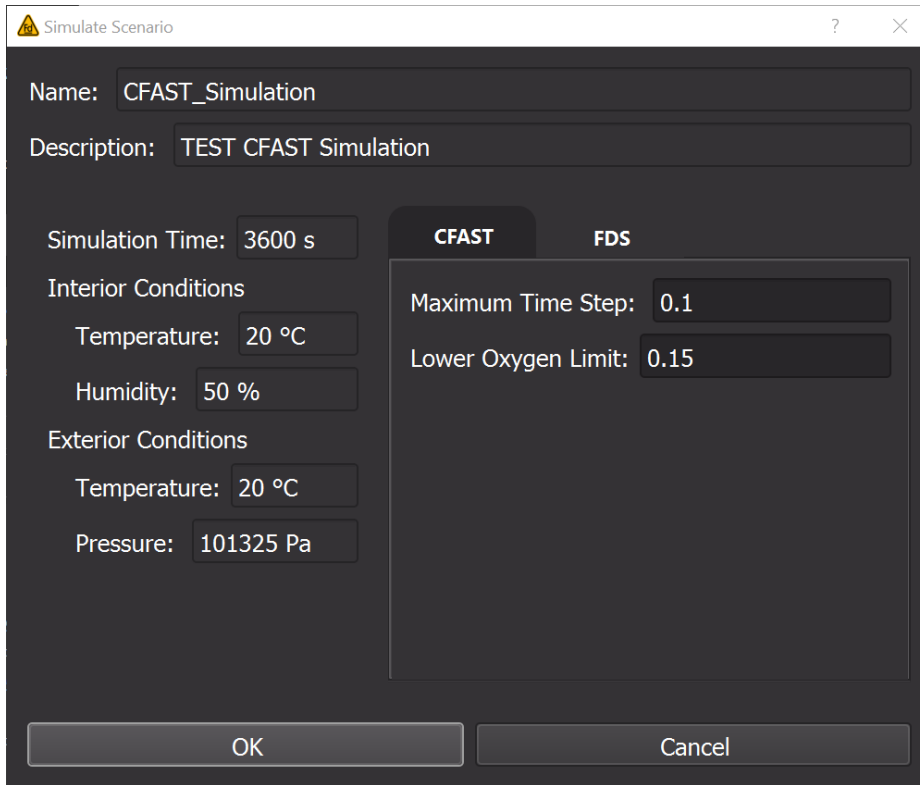 Fd Simulate Scenario ?
Name: CFAST_Simulation
Description: TEST CFAST Simulation
Simulation Time: 3600 s
Interior Conditions
Temperature: 20 °C
Humidity: 50 %
Exterior Conditions
Temperature: 20 °C
Pressure: 101325 Pa
CFAST FDS
Maximum Time Step: 0.1
Lower Oxygen Limit: 0.15
OK Cancel